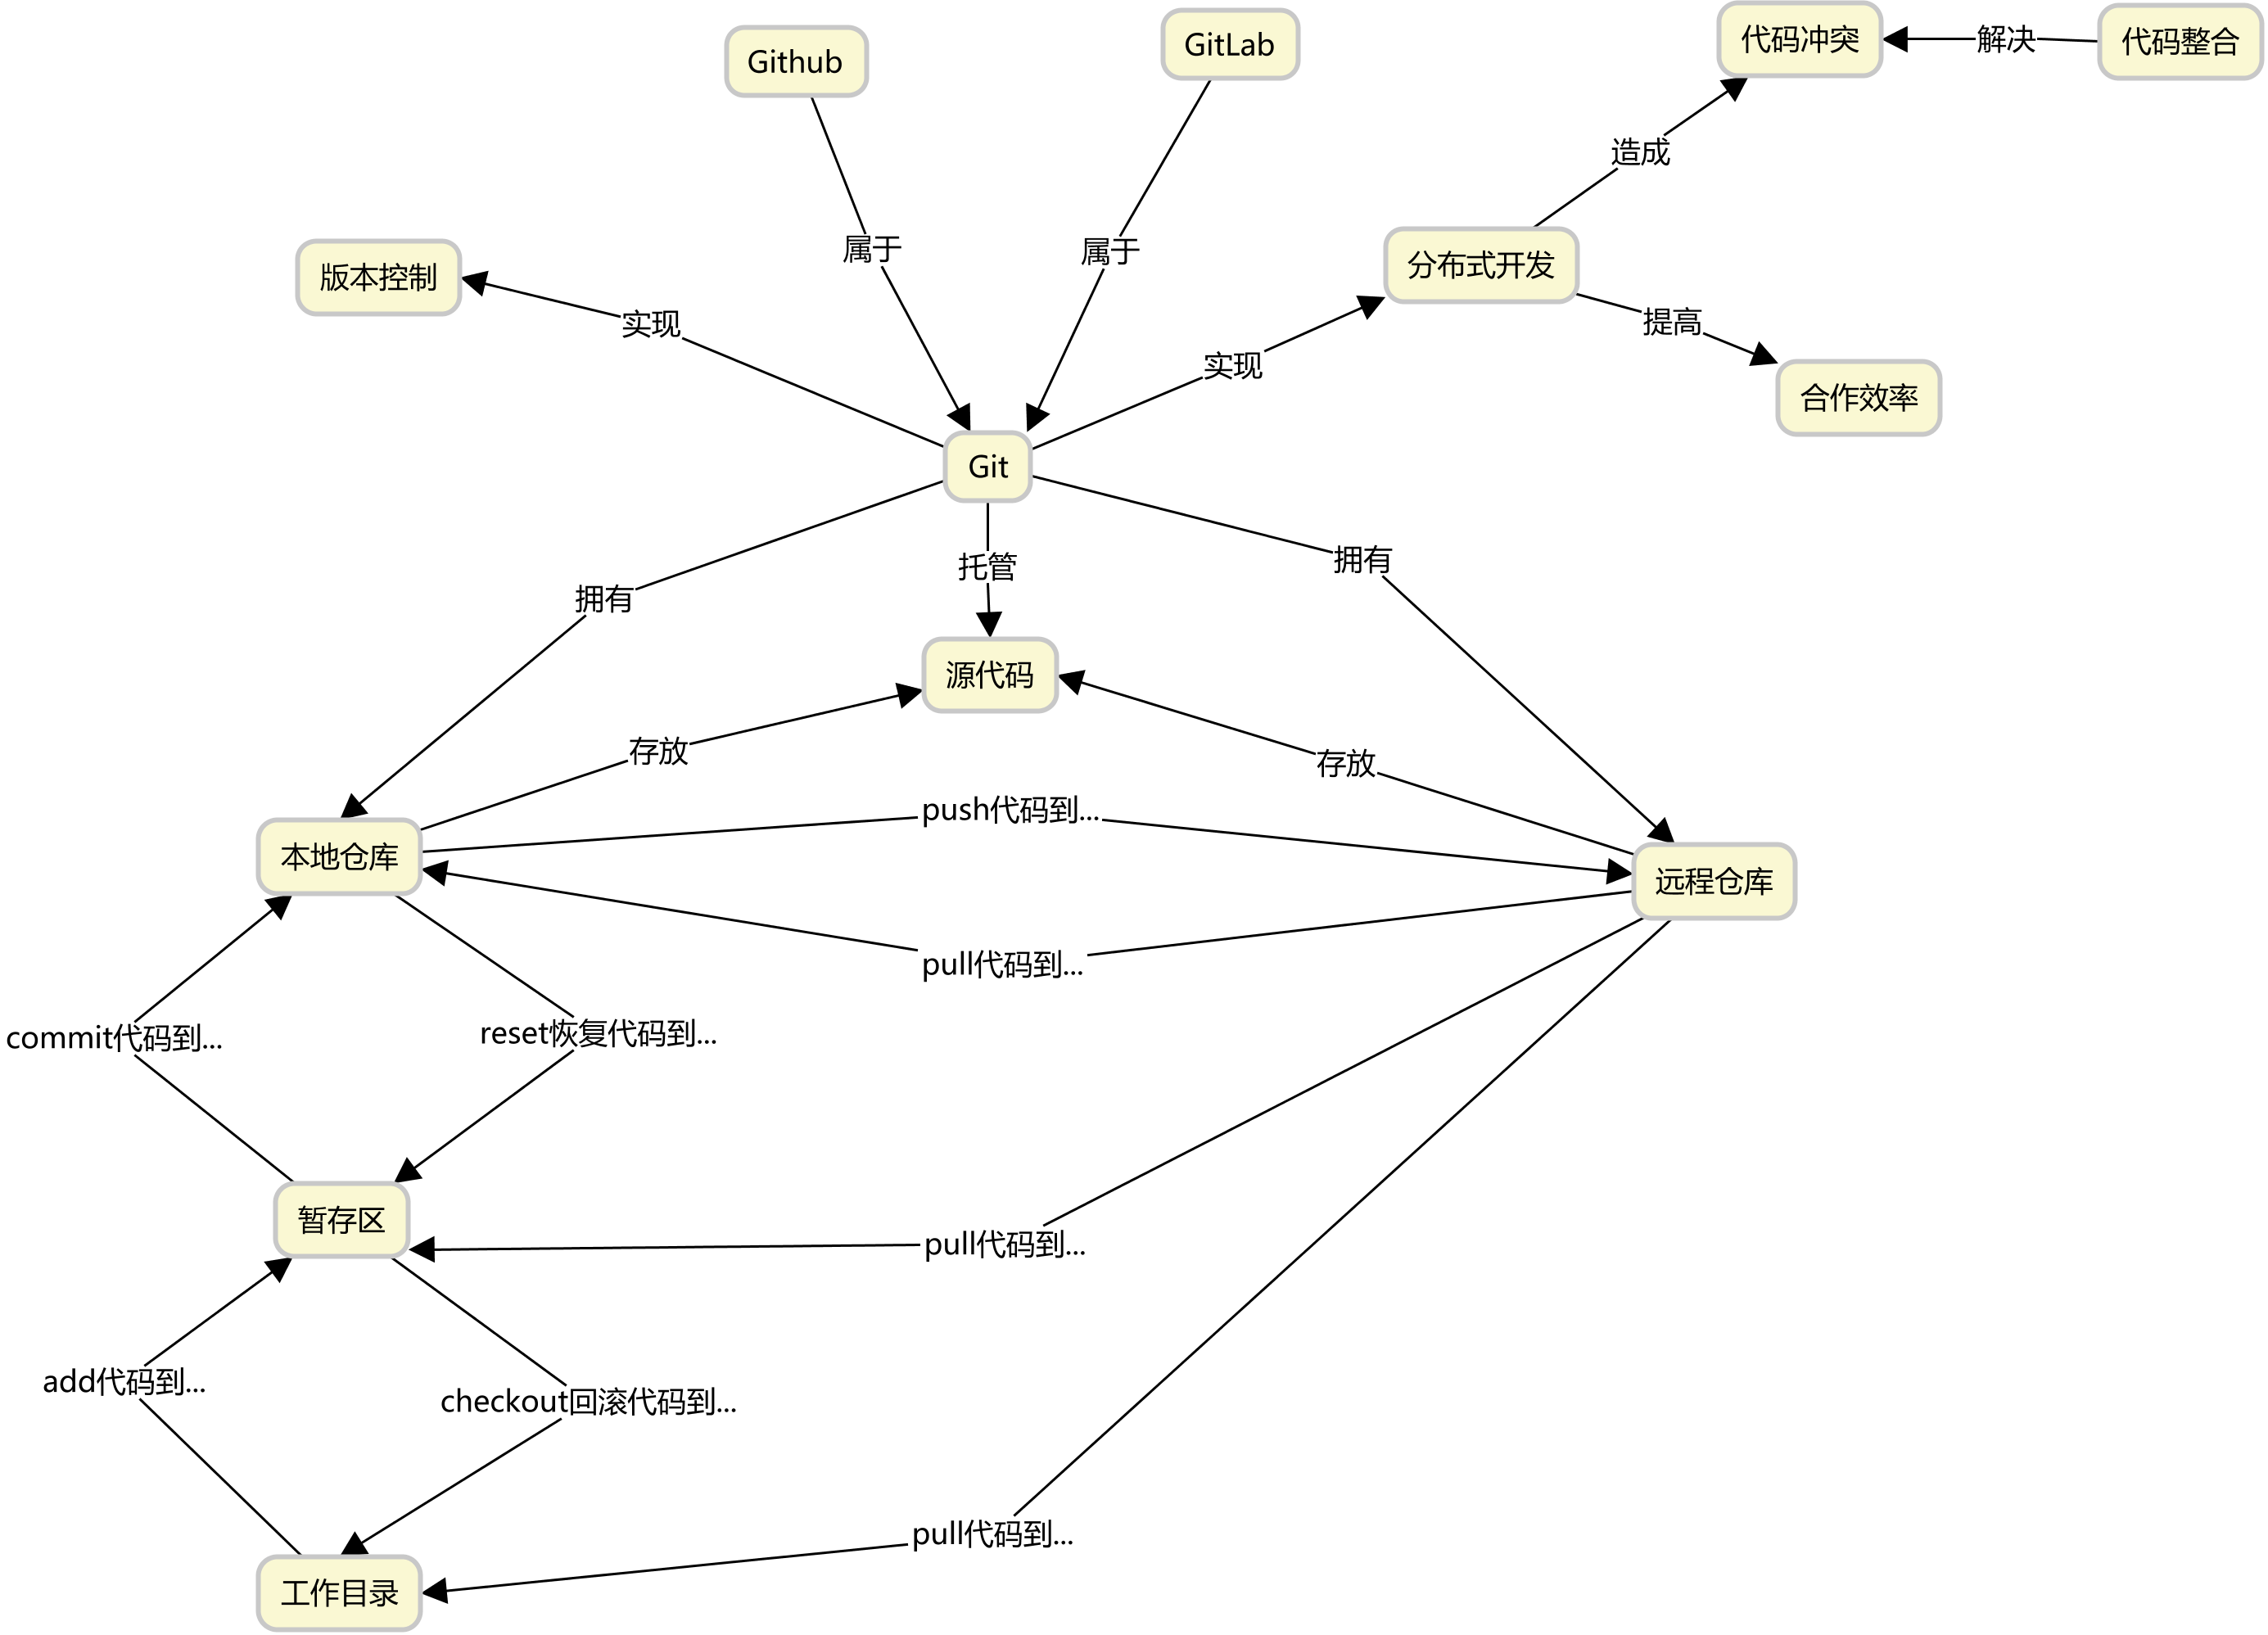 Github
GitLab
代码冲突
解决
代码整合
造成
属于
属于
分布式开发
版本控制
实现
提高
实现
合作效率
Git
拥有
托管
拥有
源代码
存放
存放
push代码到...
本地仓库
远程仓库
pull代码到...
commit代码到...
reset恢复代码到...
暂存区
pull代码到...
add代码到...
checkout回滚代码到...
pull代码到...
工作目录